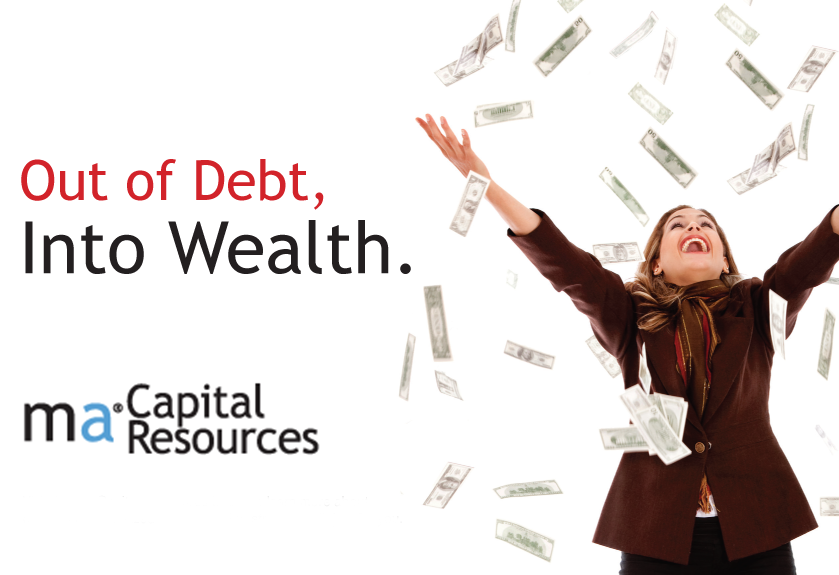 Out of Debt,
Into Wealth.
ma® Capital
Resources